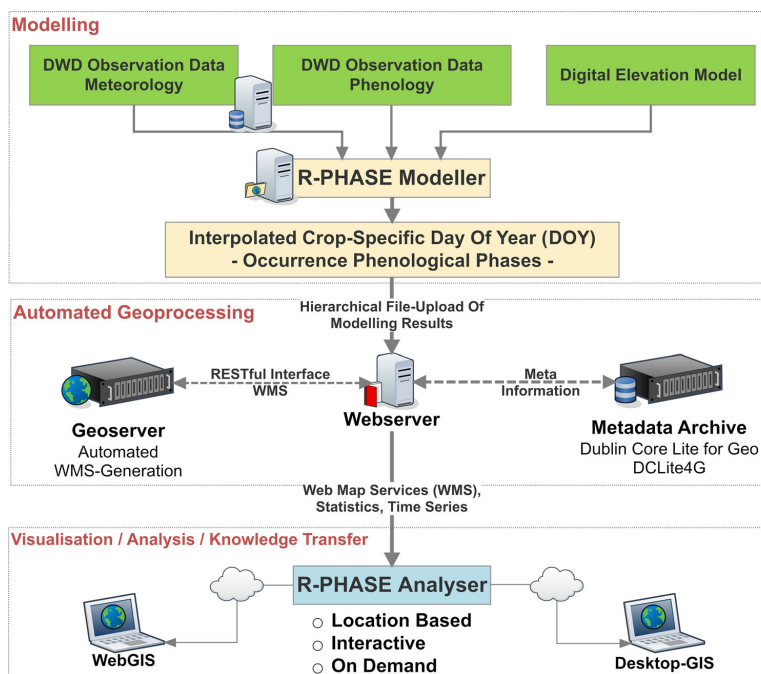 Modelling
DWD Observation Data
Meteorology
DWD Observation Data
Phenology
Digital Elevation Model
R-PHASE Modeller
Interpolated Crop-Specific Day Of Year (DOY)
- Occurrence Phenological Phases -
Automated Geoprocessing
Hierarchical File-Upload Of
Modelling Results
RESTful Interface
WMS
Meta
Information
Geoserver
Automated
WMS-Generation
Webserver
Metadata Archive
Dublin Core Lite for Geo
DCLite4G
Web Map Services (WMS),
Statistics, Time Series
Visualisation / Analysis / Knowledge Transfer
R-PHASE Analyser
○ Location Based
○ Interactive
○ On Demand
WebGIS
Desktop-GIS